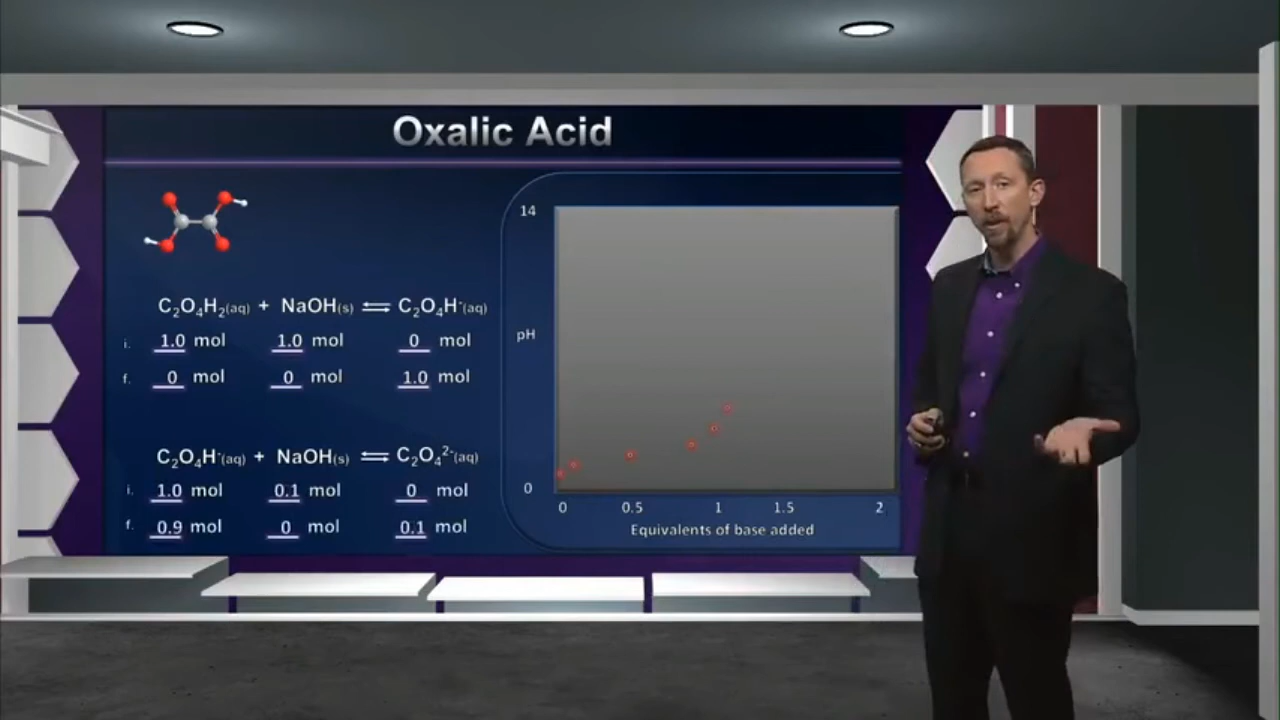 Oxalic Acid
C₂O₄H₂(aq) + NaOH(s) ⇌ C₂O₄H⁻(aq)
i. 1.0 mol 1.0 mol 0 mol
f. 0 mol 0 mol 1.0 mol
C₂O₄H⁻(aq) + NaOH(s) ⇌ C₂O₄²⁻(aq)
i. 1.0 mol 0.1 mol 0 mol
f. 0.9 mol 0 mol 0.1 mol
14
pH
0
0 0.5 1 1.5 2
Equivalents of base added